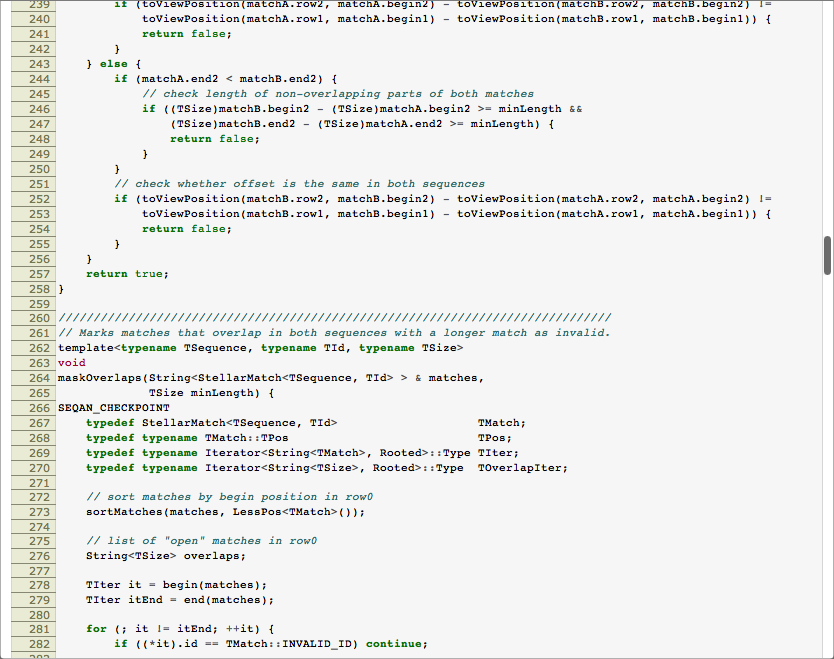 239 if (toViewPosition(matchA.row2, matchA.begin2) - toViewPosition(matchB.row2, matchB.begin2) !=
240 toViewPosition(matchA.row1, matchA.begin1) - toViewPosition(matchB.row1, matchB.begin1)) {
241 return false;
242 }
243 } else {
244 if (matchA.end2 < matchB.end2) {
245 // check length of non-overlapping parts of both matches
246 if ((TSize)matchB.begin2 - (TSize)matchA.begin2 >= minLength &&
247 (TSize)matchB.end2 - (TSize)matchA.end2 >= minLength) {
248 return false;
249 }
250 }
251 // check whether offset is the same in both sequences
252 if (toViewPosition(matchB.row2, matchB.begin2) - toViewPosition(matchA.row2, matchA.begin2) !=
253 toViewPosition(matchB.row1, matchB.begin1) - toViewPosition(matchA.row1, matchA.begin1)) {
254 return false;
255 }
256 }
257 return true;
258 }
259
260 ///////////////////////////////////////////////////////////////////////////////
261 // Marks matches that overlap in both sequences with a longer match as invalid.
262 template<typename TSequence, typename TId, typename TSize>
263 void
264 maskOverlaps(String<StellarMatch<TSequence, TId> > & matches,
265 TSize minLength) {
266 SEQAN_CHECKPOINT
267 typedef StellarMatch<TSequence, TId> TMatch;
268 typedef typename TMatch::TPos TPos;
269 typedef typename Iterator<String<TMatch>, Rooted>::Type TIter;
270 typedef typename Iterator<String<TSize>, Rooted>::Type TOverlapIter;
271
272 // sort matches by begin position in row0
273 sortMatches(matches, LessPos<TMatch>());
274
275 // list of "open" matches in row0
276 String<TSize> overlaps;
277
278 TIter it = begin(matches);
279 TIter itEnd = end(matches);
280
281 for (; it != itEnd; ++it) {
282 if ((*it).id == TMatch::INVALID_ID) continue;